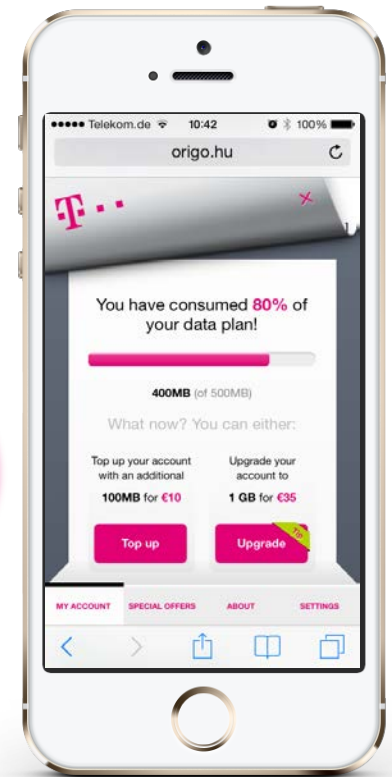 Telekom.de 10:42 100%
origo.hu
T
You have consumed 80% of
your data plan!
400MB (of 500MB)
What now? You can either:
Top up your account
with an additional
100MB for €10
Top up
Upgrade your
account to
1 GB for €35
Upgrade
Tip
MY ACCOUNT SPECIAL OFFERS ABOUT SETTINGS